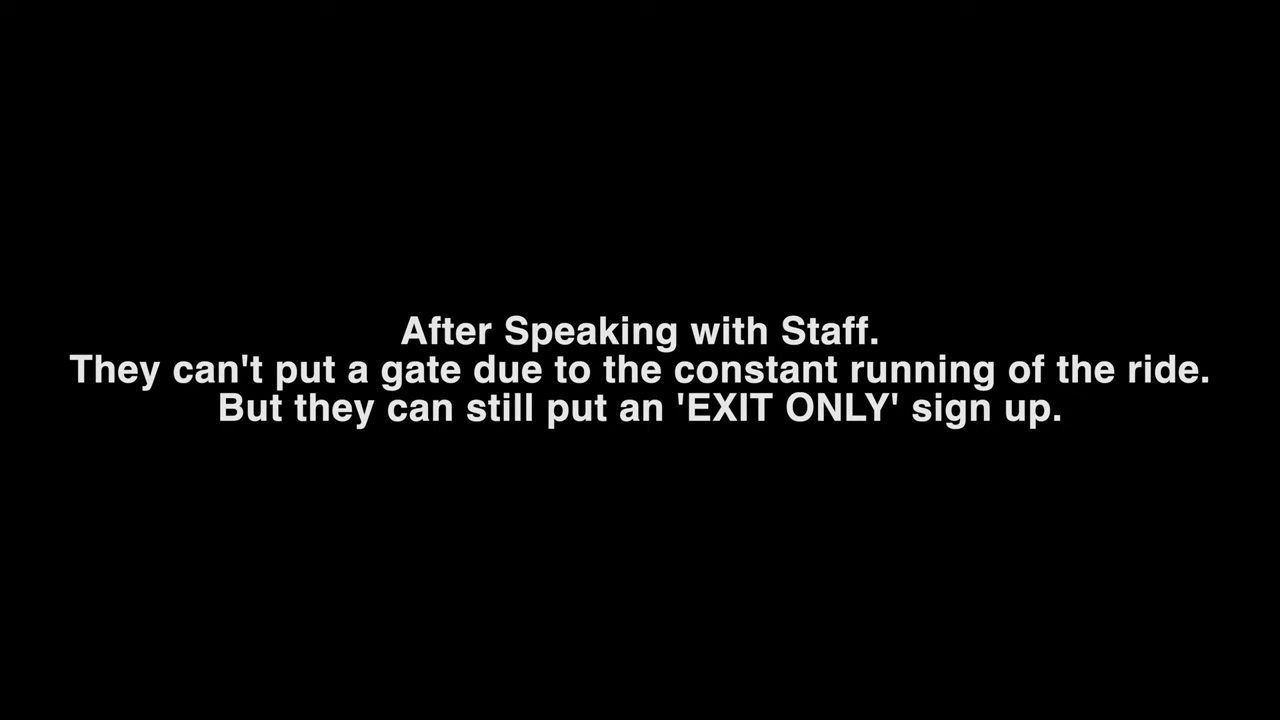 After Speaking with Staff.
They can't put a gate due to the constant running of the ride.
But they can still put an 'EXIT ONLY' sign up.